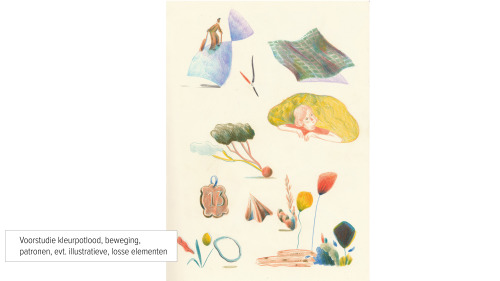 Voorstudie kleurpotlood, beweging,
patronen, evt. illustratieve, losse elementen